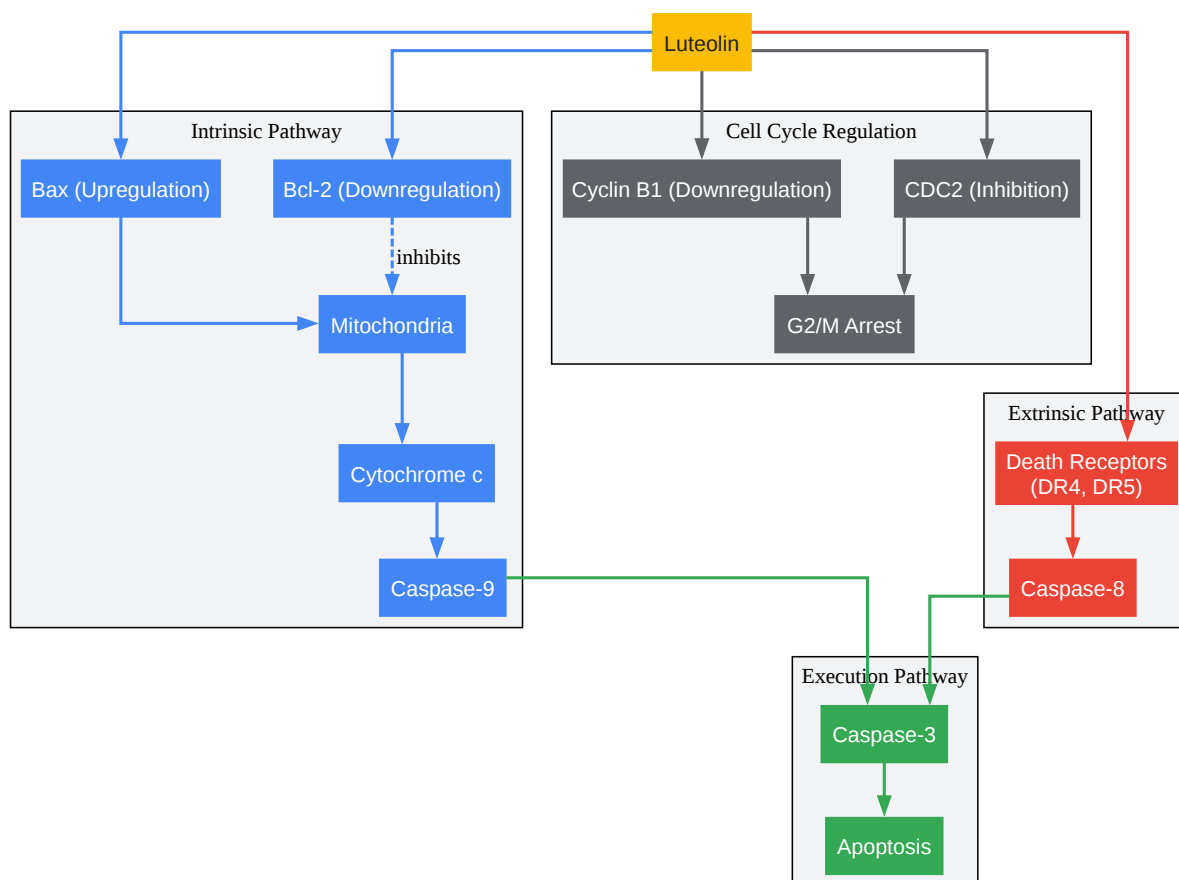 Luteolin
Intrinsic Pathway
Cell Cycle Regulation
Bax (Upregulation)
Bcl-2 (Downregulation)
Cyclin B1 (Downregulation)
CDC2 (Inhibition)
inhibits
Mitochondria
G2/M Arrest
Extrinsic Pathway
Cytochrome c
Death Receptors
(DR4, DR5)
Caspase-9
Caspase-8
Execution Pathway
Caspase-3
Apoptosis